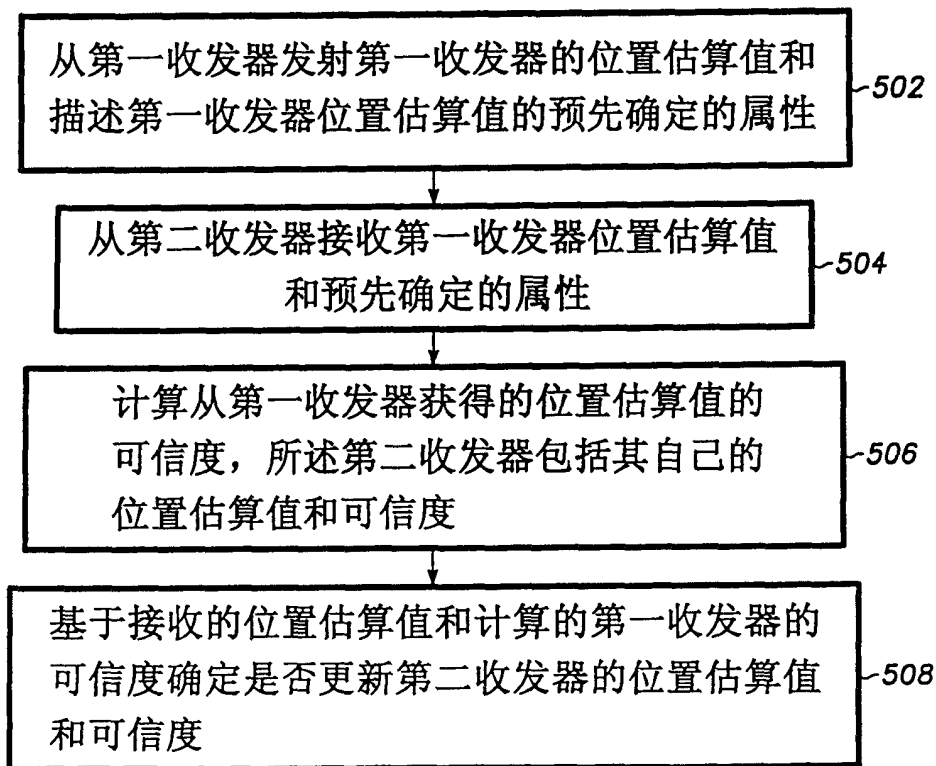 从第一收发器发射第一收发器的位置估算值和
描述第一收发器位置估算值的预先确定的属性
502
从第二收发器接收第一收发器位置估算值
和预先确定的属性
504
计算从第一收发器获得的位置估算值的
可信度，所述第二收发器包括其自己的
位置估算值和可信度
506
基于接收的位置估算值和计算的第一收发器的
可信度确定是否更新第二收发器的位置估算值
和可信度
508